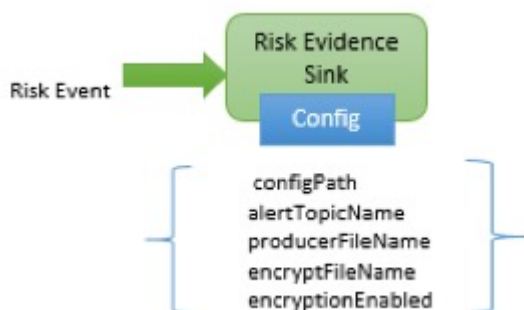 Risk Evidence
Sink
Risk Event
Config
configPath
alertTopicName
producerFileName
encryptFileName
encryptionEnabled